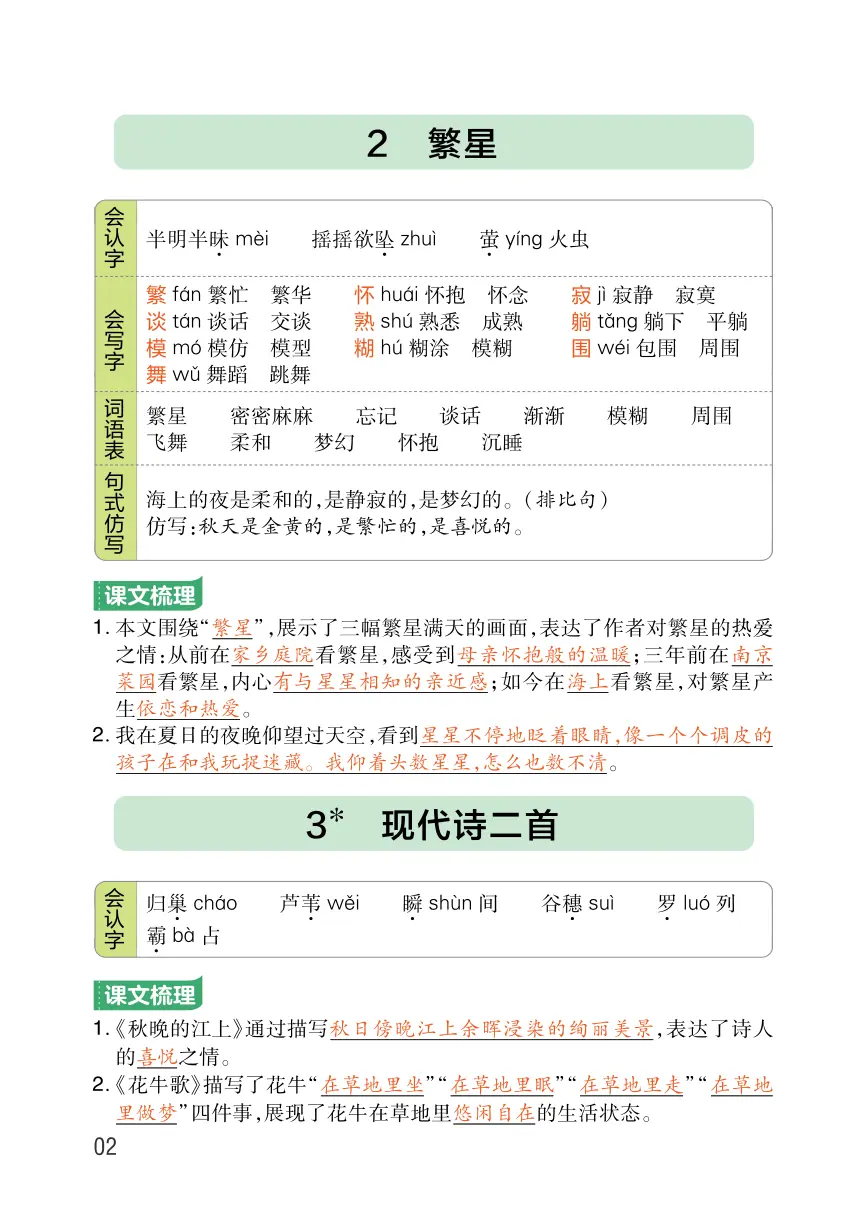 2 繁星
会认字
半明半昧 mèi 摇摇欲坠 zhuì 萤 yíng 火虫
会写字
繁 fán 繁忙 繁华 怀 huái 怀抱 怀念 寂 jì 寂静 寂寞
谈 tán 谈话 交谈 熟 shú 熟悉 成熟 躺 tǎng 躺下 平躺
模 mó 模仿 模型 糊 hú 糊涂 模糊 围 wéi 包围 周围
舞 wǔ 舞蹈 跳舞
词语表
繁星 密密麻麻 忘记 谈话 渐渐 模糊 周围
飞舞 柔和 梦幻 怀抱 沉睡
句式仿写
海上的夜是柔和的,是静寂的,是梦幻的。(排比句)
仿写:秋天是金黄的,是繁忙的,是喜悦的。
课文梳理
1. 本文围绕“繁星”,展示了三幅繁星满天的画面,表达了作者对繁星的热爱
之情:从前在家乡庭院看繁星,感受到母亲怀抱般的温暖;三年前在南京
菜园看繁星,内心有与星星相知的亲近感;如今在海上看繁星,对繁星产
生依恋和热爱。
2. 我在夏日的夜晚仰望过天空,看到星星不停地眨着眼睛,像一个个调皮的
孩子在和我玩捉迷藏。我仰着头数星星,怎么也数不清。
3* 现代诗二首
会认字
归巢 cháo 芦苇 wěi 瞬 shùn 间 谷穗 suì 罗 luó 列
霸 bà 占
课文梳理
1.《秋晚的江上》通过描写秋日傍晚江上余晖浸染的绚丽美景,表达了诗人
的喜悦之情。
2.《花牛歌》描写了花牛“在草地里坐”“在草地里眠”“在草地里走”“在草地
里做梦”四件事,展现了花牛在草地里悠闲自在的生活状态。
02